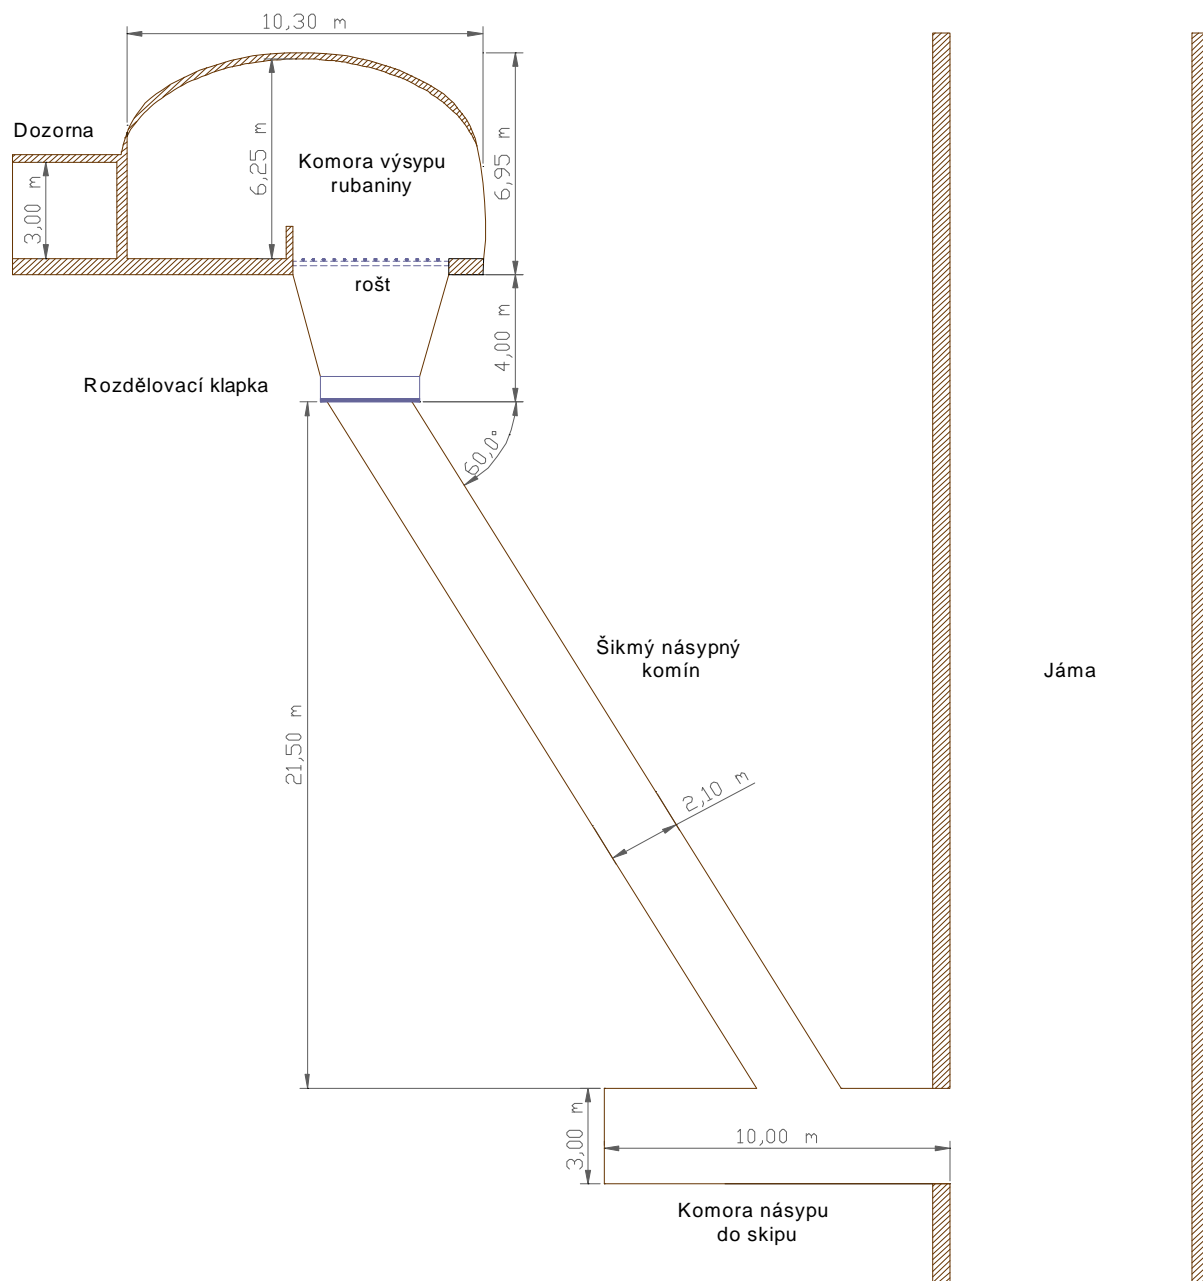 10,30 m
Dozorna
6,25 m
Komora výsypu
rubaniny
6,95 m
3,00 m
rošt
4,00 m
Rozdělovací klapka
60,0°
Šikmý násypný
komín
Jáma
21,50 m
2,10 m
3,00 m
10,00 m
Komora násypu
do skipu